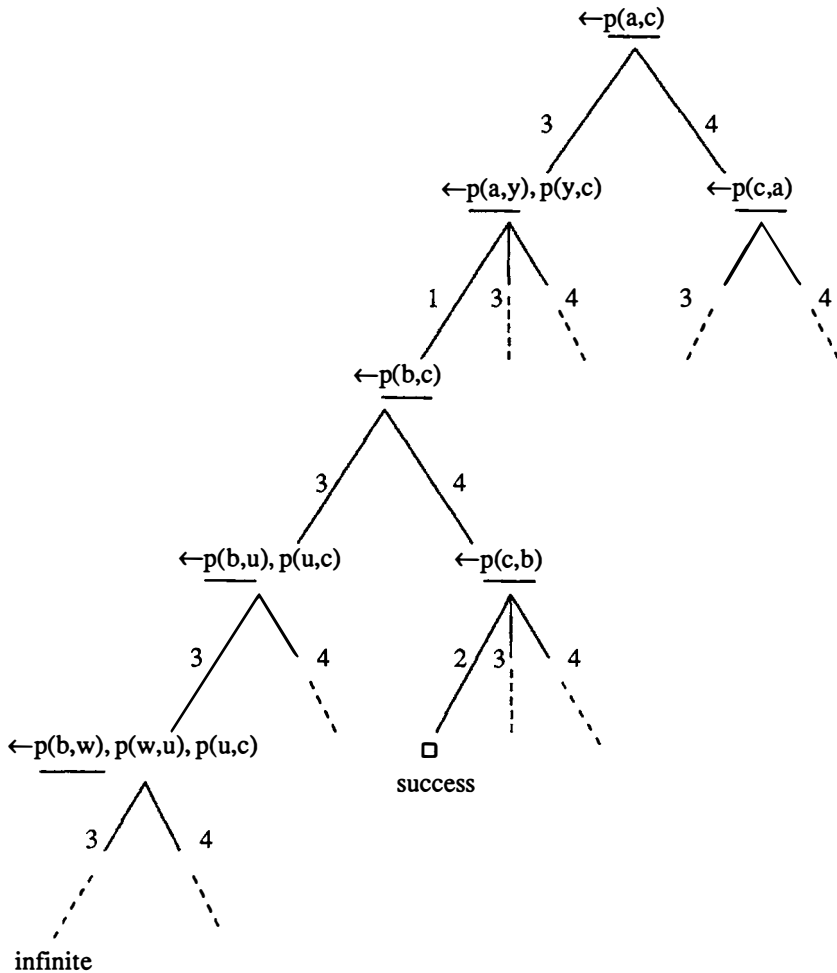 ←p(a,c)
3 4
←p(a,y), p(y,c) ←p(c,a)
1 3 4 3 4
←p(b,c)
3 4
←p(b,u), p(u,c) ←p(c,b)
3 4 2 3 4
←p(b,w), p(w,u), p(u,c)
success
3 4
infinite